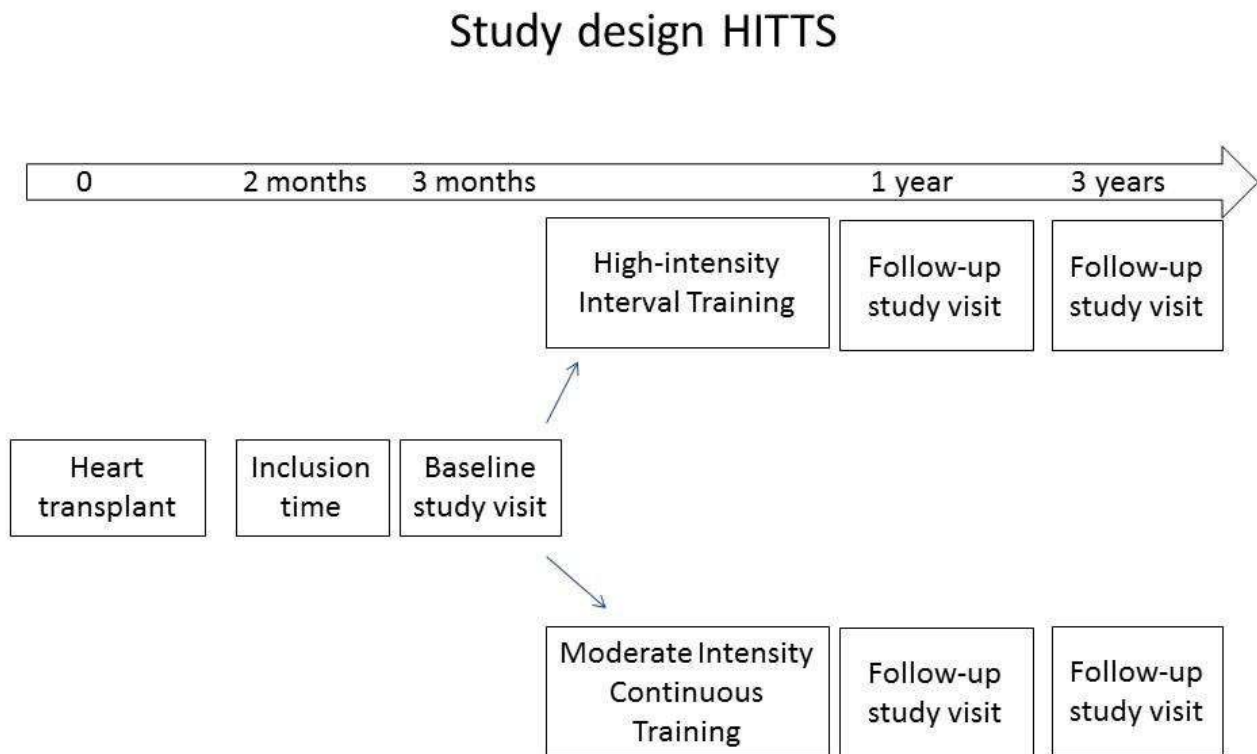 Study design HITTS
0 2 months 3 months 1 year 3 years
High-intensity
Interval Training
Follow-up
study visit
Follow-up
study visit
Heart
transplant
Inclusion
time
Baseline
study visit
Moderate Intensity
Continuous
Training
Follow-up
study visit
Follow-up
study visit